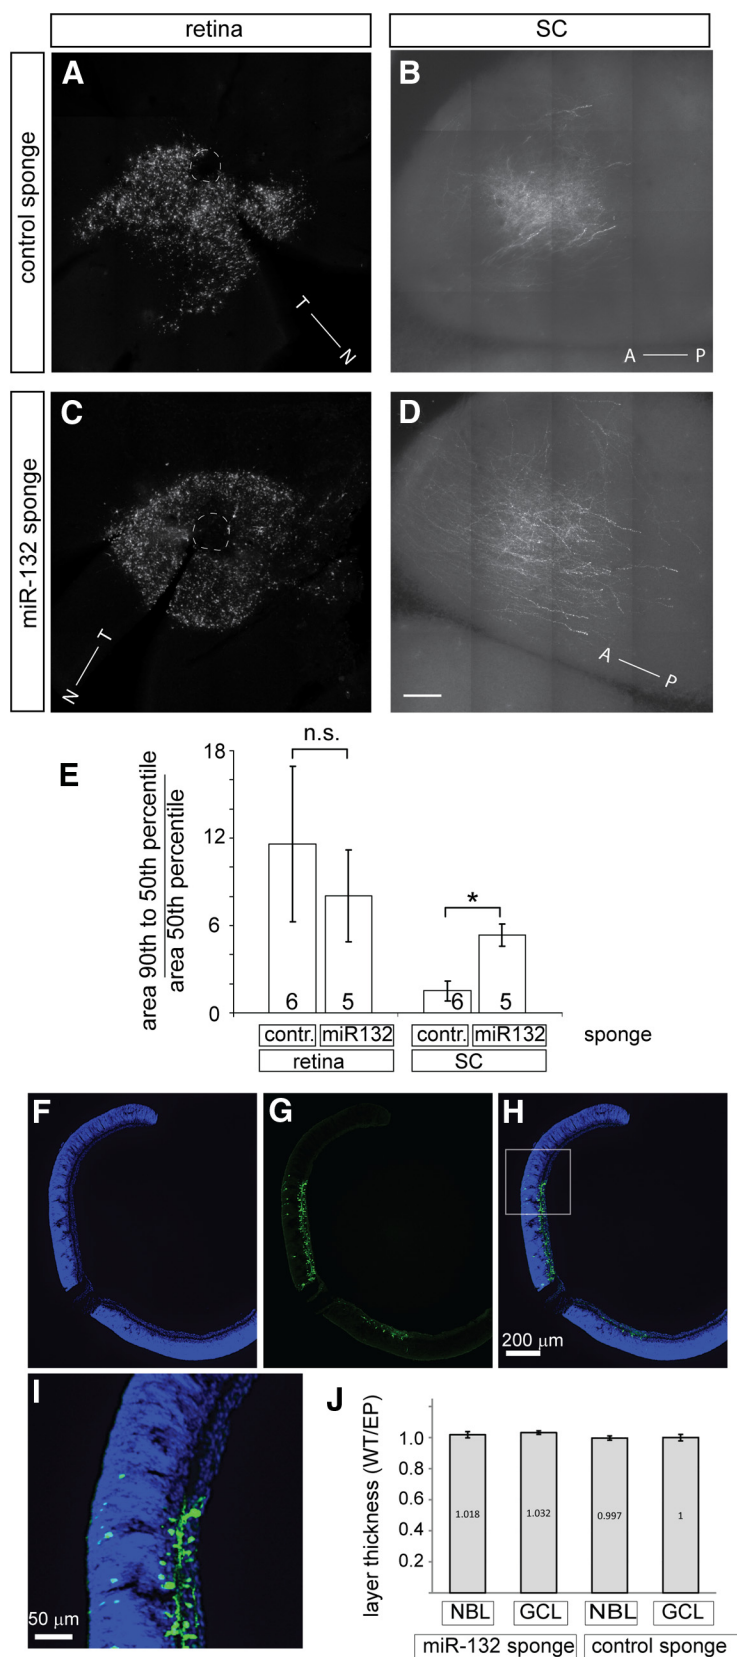 retina
SC
control sponge
A
B
T
N
A
P
miR-132 sponge
C
D
T
N
A
P
E
n.s.
area 90th to 50th percentile
area 50th percentile
18
12
6
0
*
6
5
6
5
contr.
miR132
contr.
miR132
sponge
retina
SC
F
G
H
200 μm
I
50 μm
J
layer thickness (WT/EP)
1.0
0.8
0.6
0.4
0.2
1.018
1.032
0.997
1
NBL
GCL
NBL
GCL
miR-132 sponge
control sponge